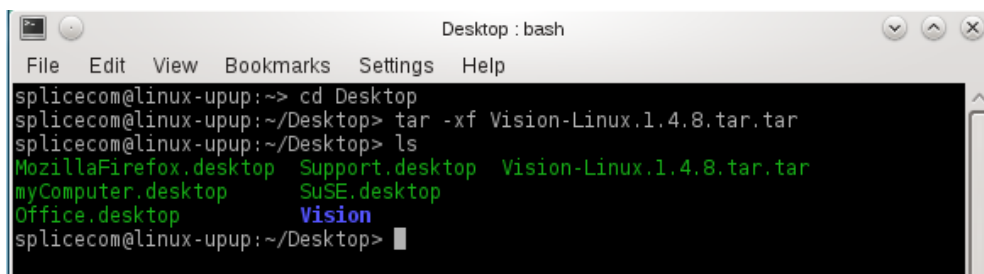 Desktop : bash
File Edit View Bookmarks Settings Help
splicecom@linux-upup:~> cd Desktop
splicecom@linux-upup:~/Desktop> tar -xf Vision-Linux.1.4.8.tar.tar
splicecom@linux-upup:~/Desktop> ls
MozillaFirefox.desktop Support.desktop Vision-Linux.1.4.8.tar.tar
myComputer.desktop SuSE.desktop
Office.desktop Vision
splicecom@linux-upup:~/Desktop>